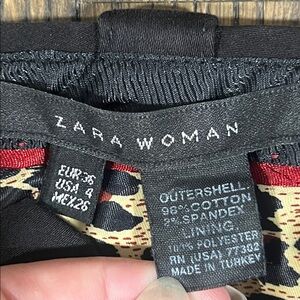 ZARA WOMAN
EUR 36
USA 4
MEX 26
OUTERSHELL.
98% COTTON
2% SPANDEX
LINING.
100% POLYESTER
RN (USA) 77302
MADE IN TURKEY